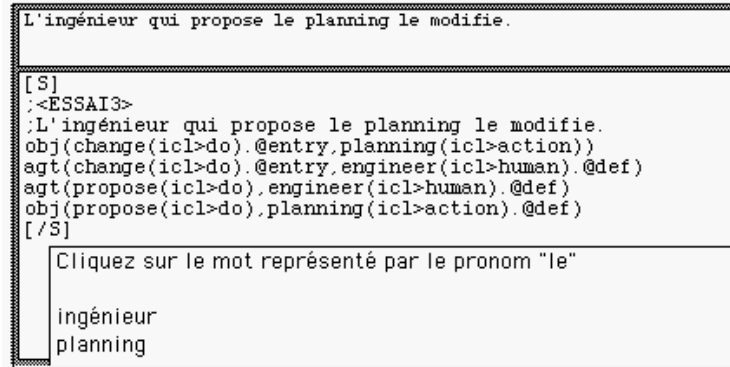 L'ingénieur qui propose le planning le modifie.
[S]
;<ESSAI3>
;L'ingénieur qui propose le planning le modifie.
obj(change(icl>do).@entry,planning(icl>action))
agt(change(icl>do).@entry,engineer(icl>human).@def)
agt(propose(icl>do),engineer(icl>human).@def)
obj(propose(icl>do),planning(icl>action).@def)
[/S]
Cliquez sur le mot représenté par le pronom "le"
ingénieur
planning